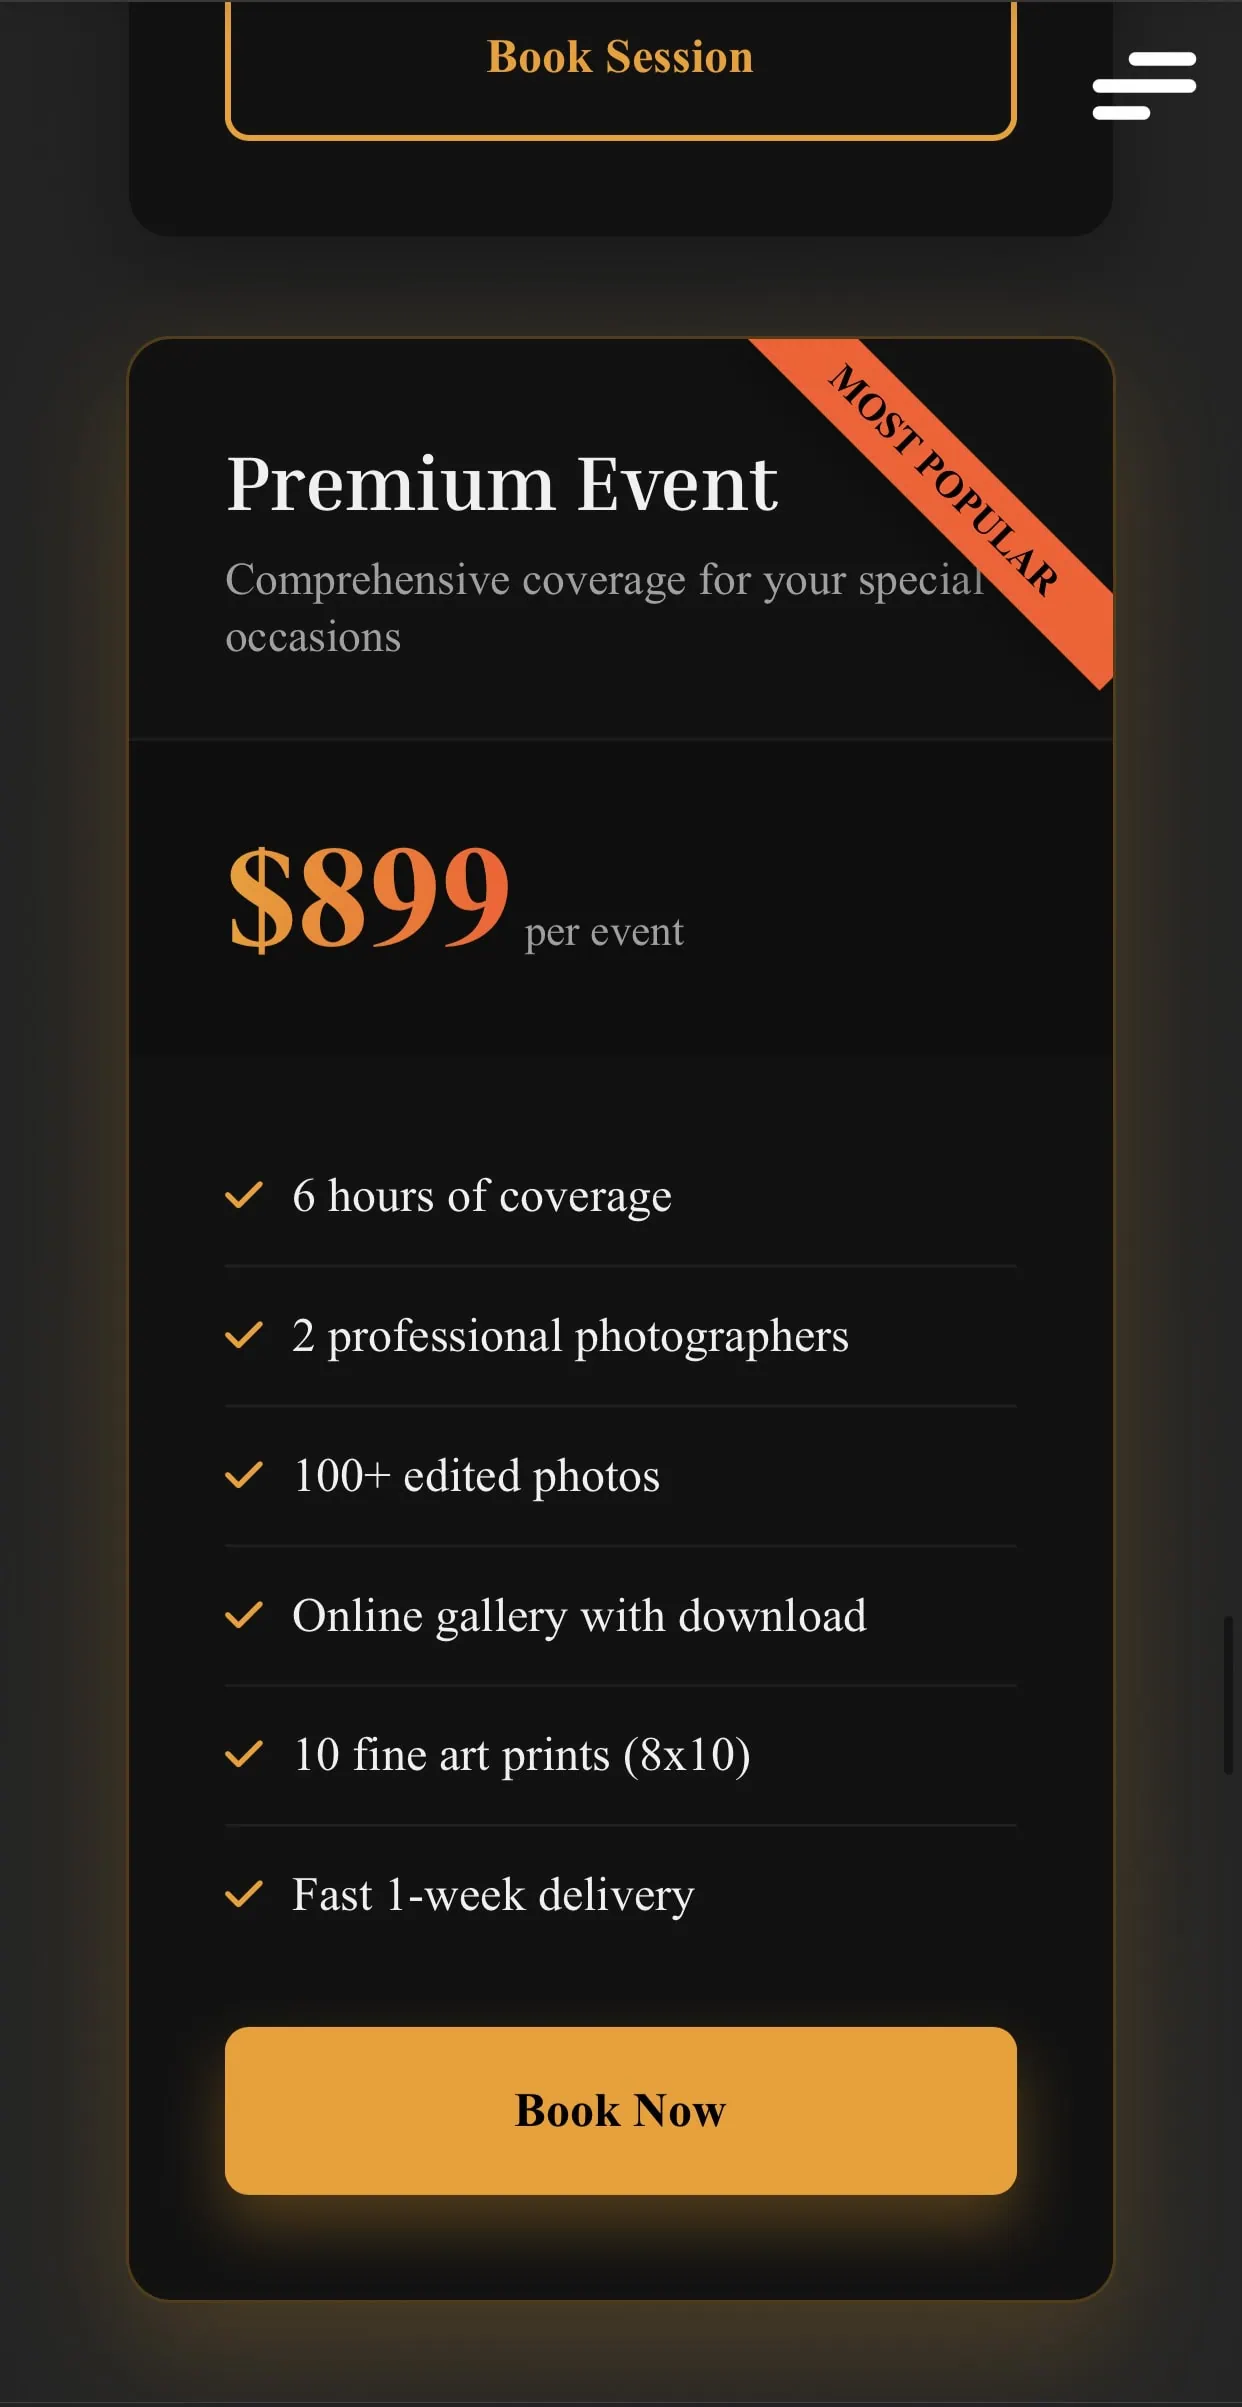 Book Session
MOST POPULAR
Premium Event
Comprehensive coverage for your special
occasions
$899 per event
6 hours of coverage
2 professional photographers
100+ edited photos
Online gallery with download
10 fine art prints (8x10)
Fast 1-week delivery
Book Now